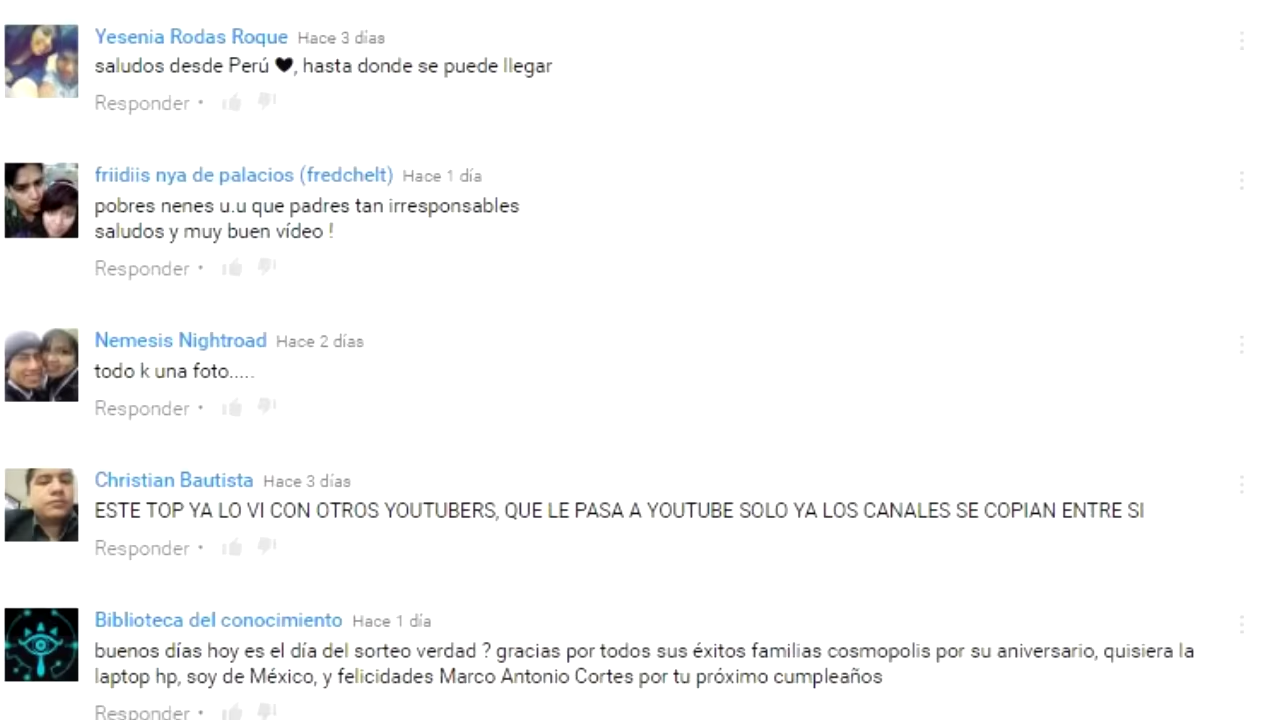 Yesenia Rodas Roque Hace 3 días
saludos desde Perú ♥, hasta donde se puede llegar
Responder •
friidiis nya de palacios (fredchelt) Hace 1 día
pobres nenes u.u que padres tan irresponsables
saludos y muy buen vídeo !
Responder •
Nemesis Nightroad Hace 2 días
todo k una foto.....
Responder •
Christian Bautista Hace 3 días
ESTE TOP YA LO VI CON OTROS YOUTUBERS, QUE LE PASA A YOUTUBE SOLO YA LOS CANALES SE COPIAN ENTRE SI
Responder •
Biblioteca del conocimiento Hace 1 día
buenos días hoy es el día del sorteo verdad ? gracias por todos sus éxitos familias cosmopolis por su aniversario, quisiera la
laptop hp, soy de México, y felicidades Marco Antonio Cortes por tu próximo cumpleaños
Responder •